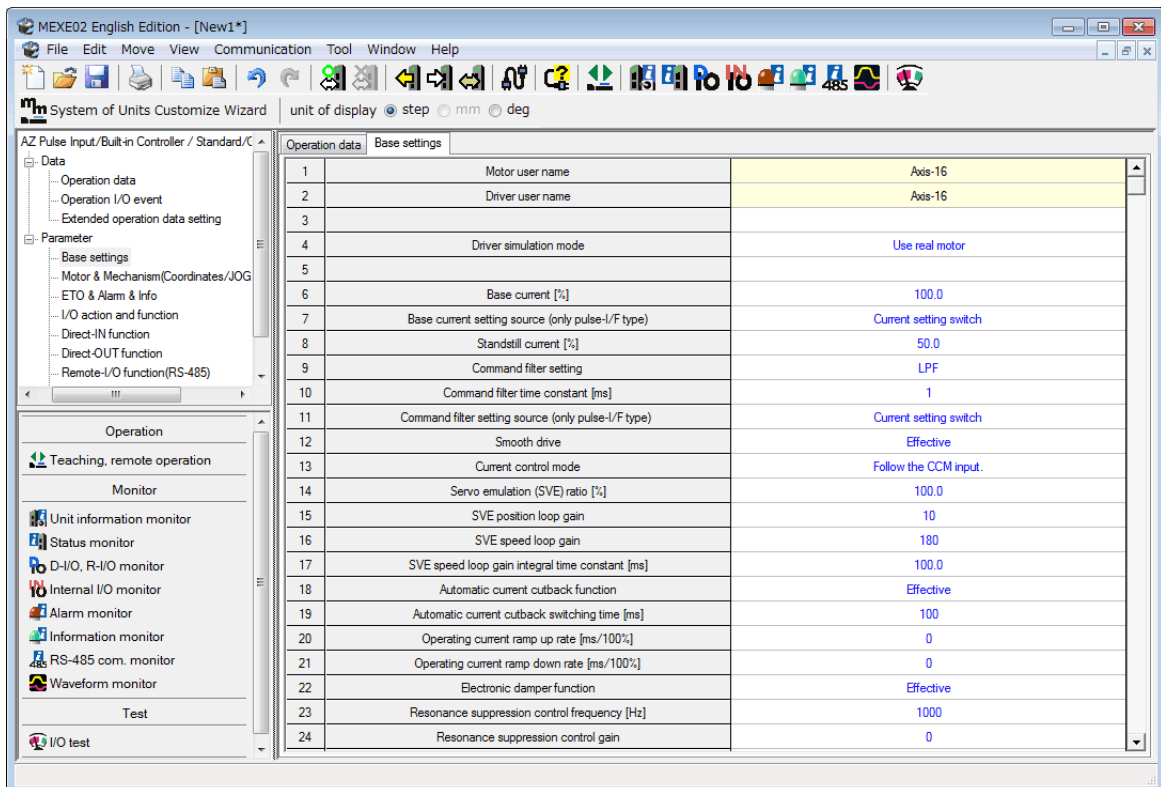 MEXE02 English Edition - [New1*]
File Edit Move View Communication Tool Window Help
System of Units Customize Wizard unit of display step mm deg
AZ Pulse Input/Built-in Controller / Standard/
Data
Operation data
Operation I/O event
Extended operation data setting
Parameter
Base settings
Motor & Mechanism(Coordinates/JOG
ETO & Alarm & Info
I/O action and function
Direct-IN function
Direct-OUT function
Remote-I/O function(RS-485)
Operation
Teaching, remote operation
Monitor
Unit information monitor
Status monitor
D-I/O, R-I/O monitor
Internal I/O monitor
Alarm monitor
Information monitor
RS-485 com. monitor
Waveform monitor
Test
I/O test
Operation data Base settings
1 Motor user name Axis-16
2 Driver user name Axis-16
3
4 Driver simulation mode Use real motor
5
6 Base current [%] 100.0
7 Base current setting source (only pulse-I/F type) Current setting switch
8 Standstill current [%] 50.0
9 Command filter setting LPF
10 Command filter time constant [ms] 1
11 Command filter setting source (only pulse-I/F type) Current setting switch
12 Smooth drive Effective
13 Current control mode Follow the CCM input.
14 Servo emulation (SVE) ratio [%] 100.0
15 SVE position loop gain 10
16 SVE speed loop gain 180
17 SVE speed loop gain integral time constant [ms] 100.0
18 Automatic current cutback function Effective
19 Automatic current cutback switching time [ms] 100
20 Operating current ramp up rate [ms/100%] 0
21 Operating current ramp down rate [ms/100%] 0
22 Electronic damper function Effective
23 Resonance suppression control frequency [Hz] 1000
24 Resonance suppression control gain 0